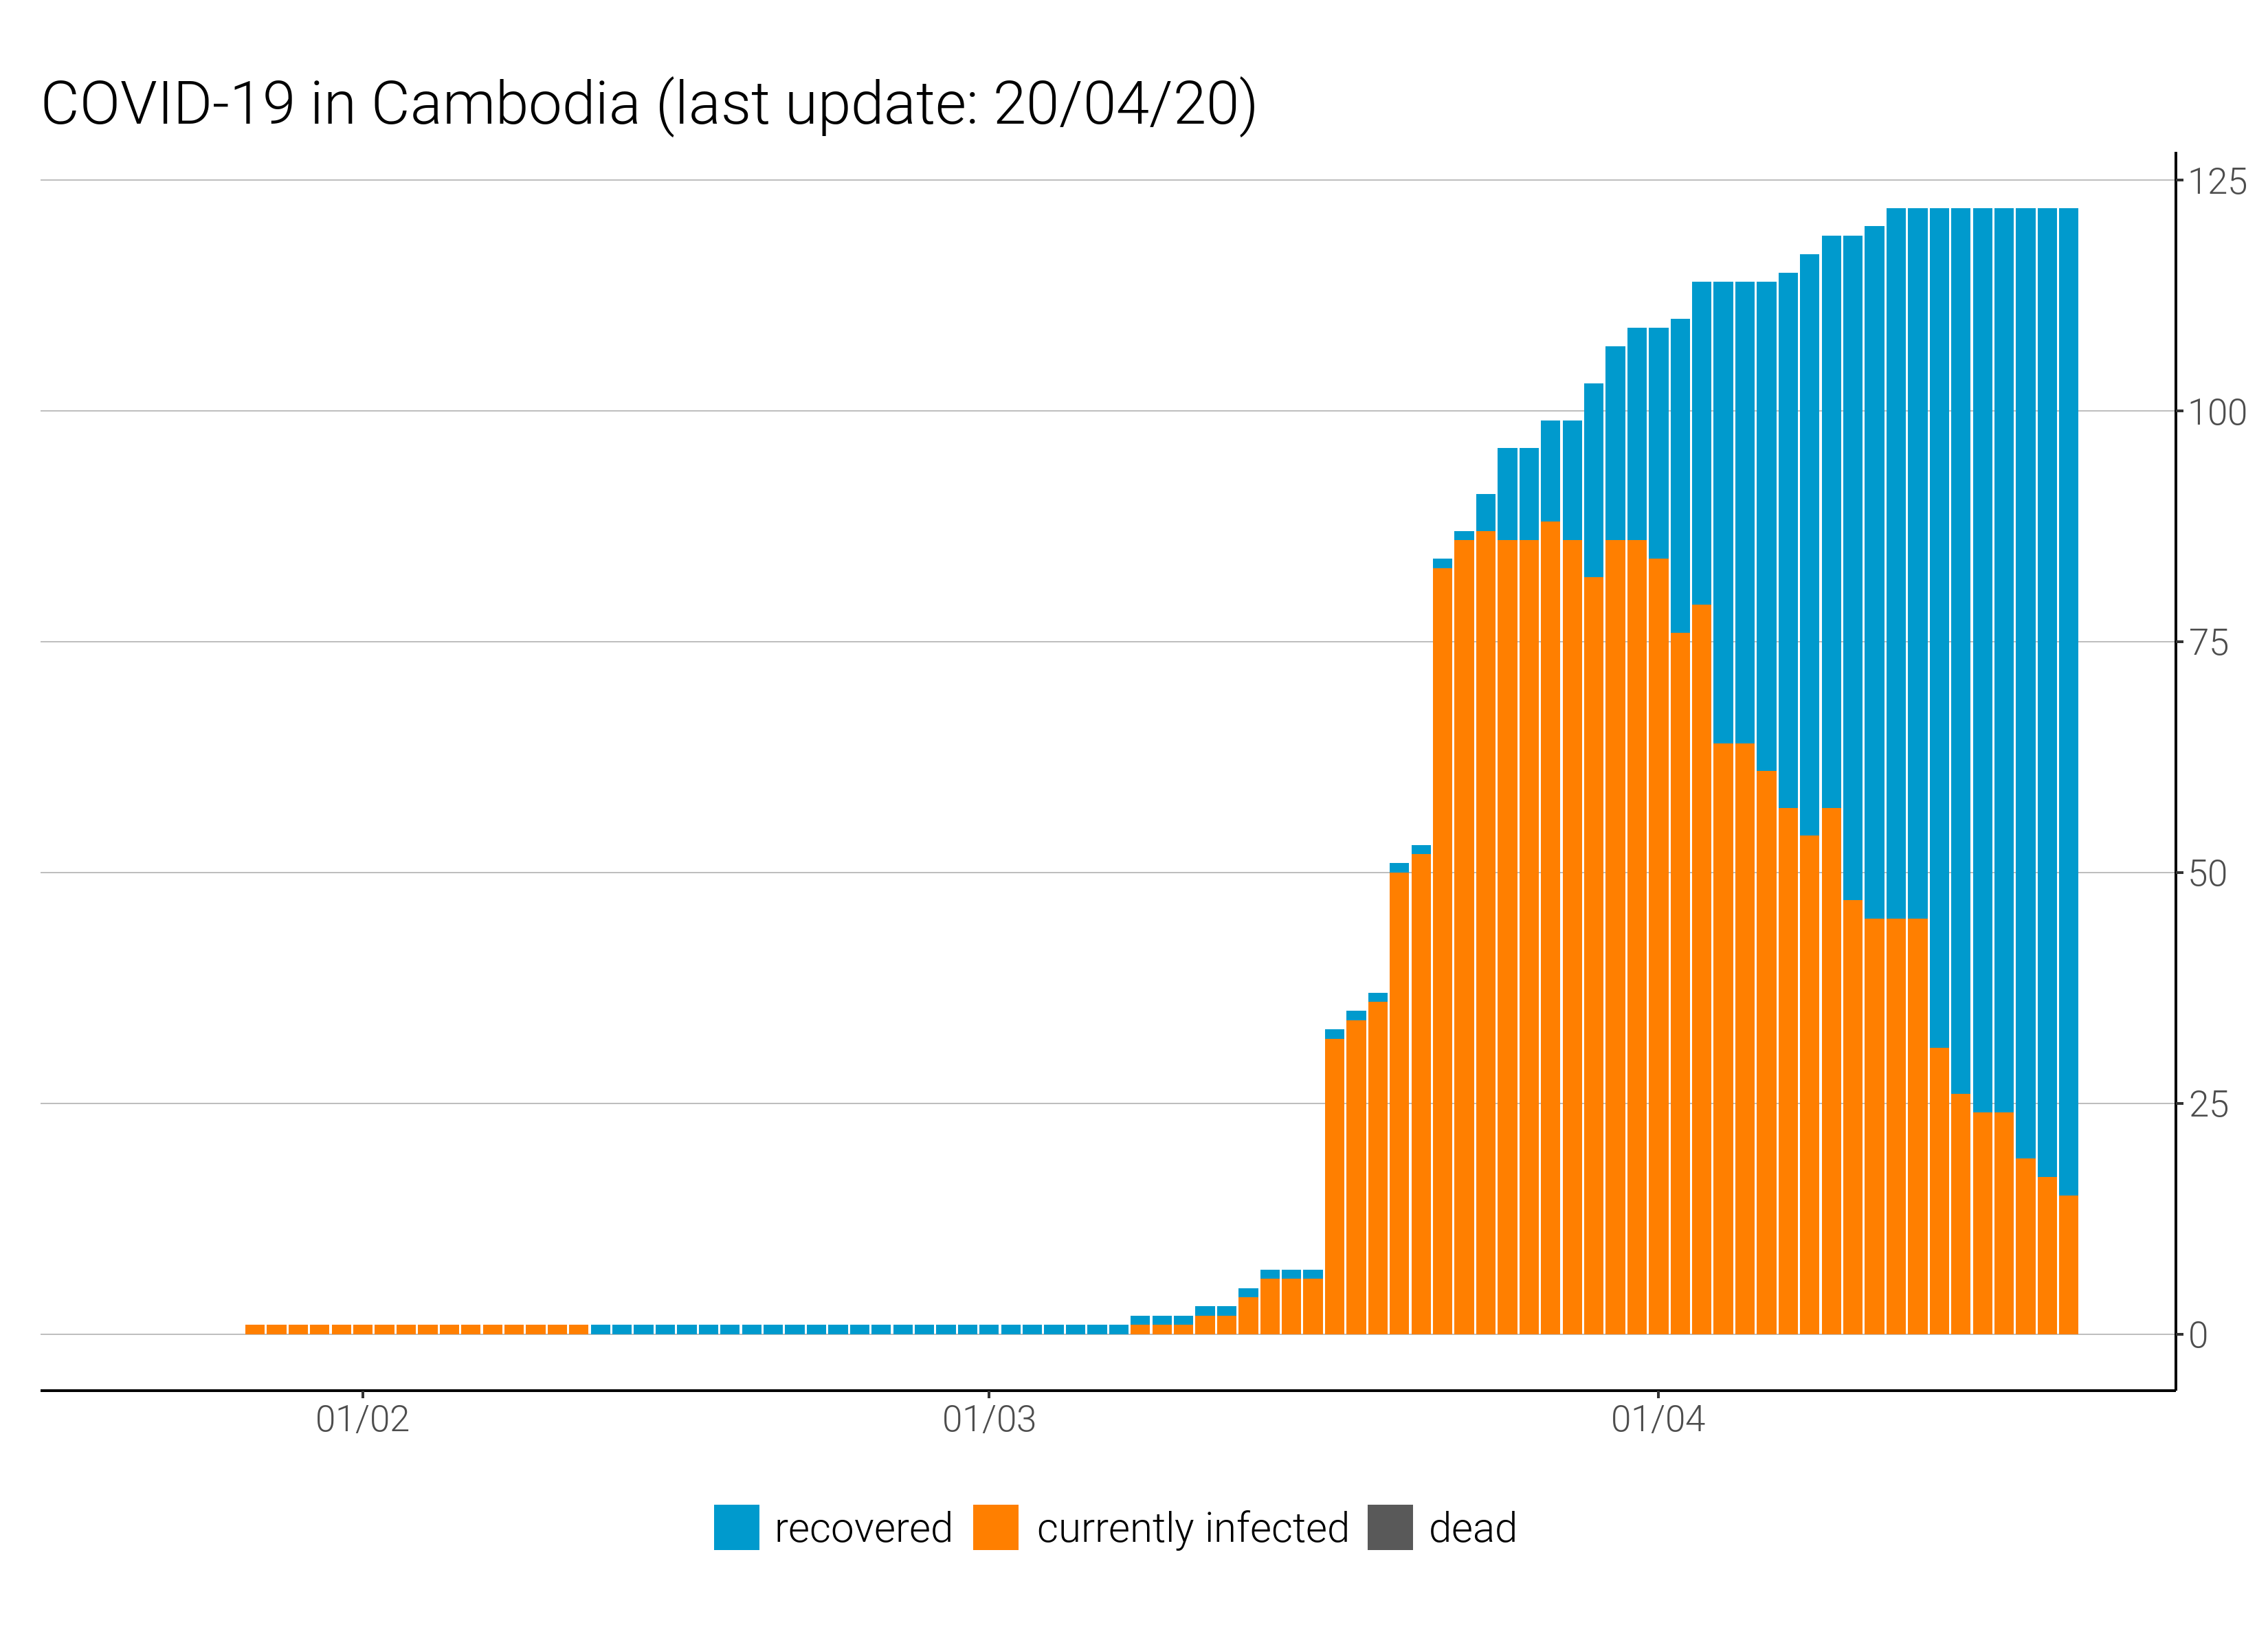 COVID-19 in Cambodia (last update: 20/04/20)
125
100
75
50
25
0
01/02 01/03 01/04
recovered currently infected dead